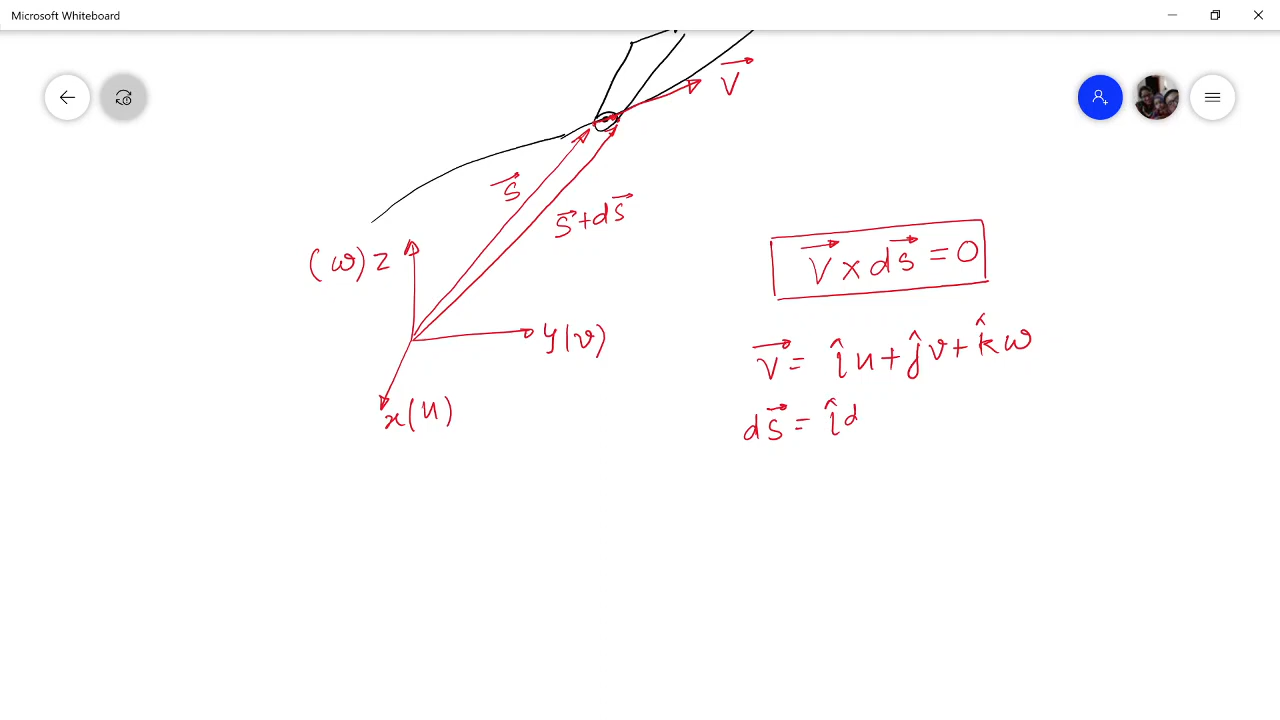 Microsoft Whiteboard
V⃗
S⃗
S⃗+dS⃗
(w) z
y(v)
x(u)
V⃗ × dS⃗ = 0
V⃗ = îu + ĵv + k̂w
dS⃗ = îd